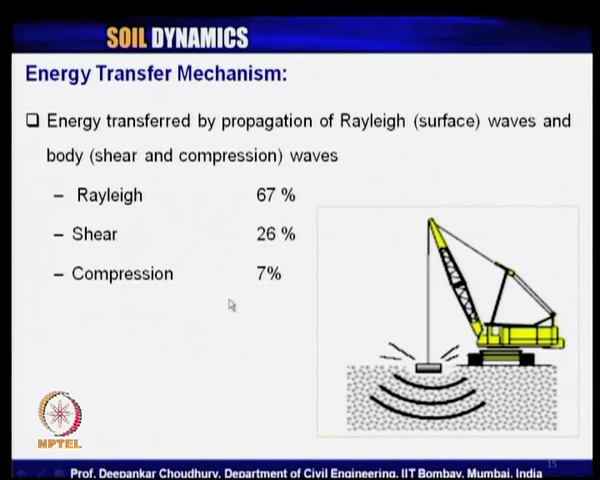 SOIL DYNAMICS
Energy Transfer Mechanism:
Energy transferred by propagation of Rayleigh (surface) waves and
body (shear and compression) waves
– Rayleigh 67 %
– Shear 26 %
– Compression 7%
NPTEL
15
Prof. Deepankar Choudhury, Department of Civil Engineering, IIT Bombay, Mumbai, India